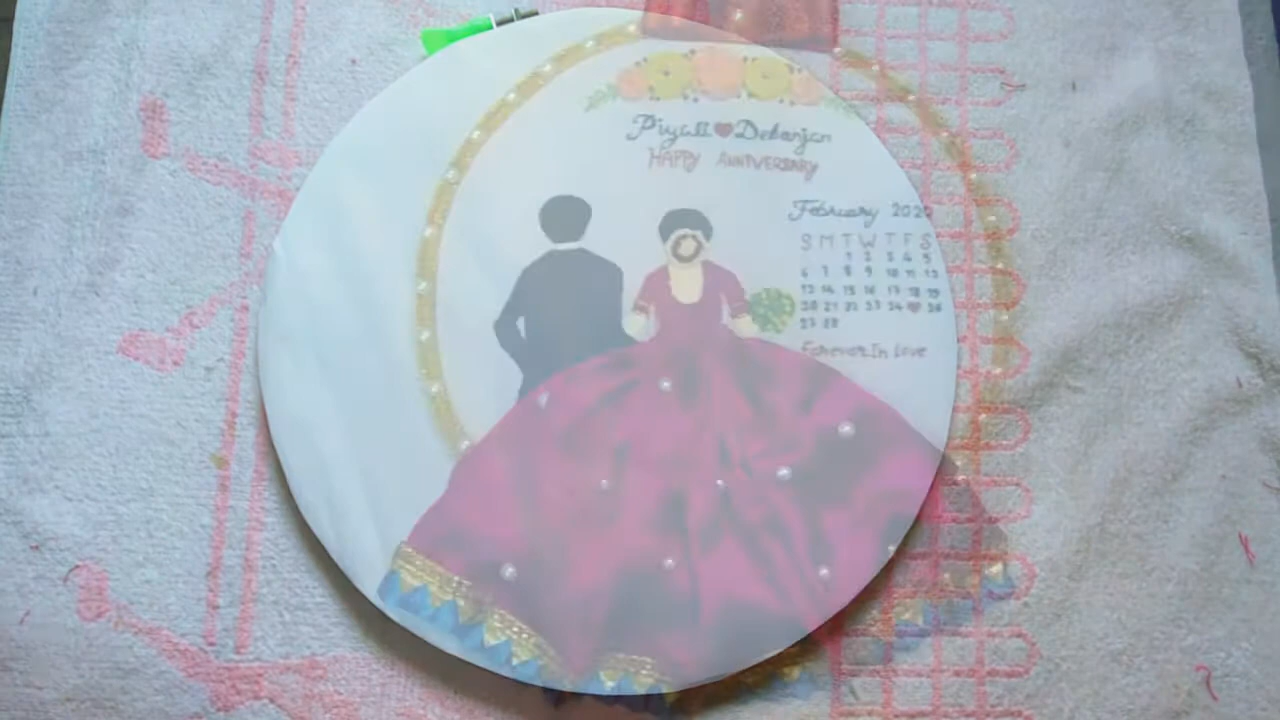 Piyali ❤ Debanjan
HAPPY ANNIVERSARY
February 2022
S M T W T F S
1 2 3 4 5
6 7 8 9 10 11 12
13 14 15 16 17 18 19
20 21 22 23 24 ❤ 26
27 28
Forever In Love